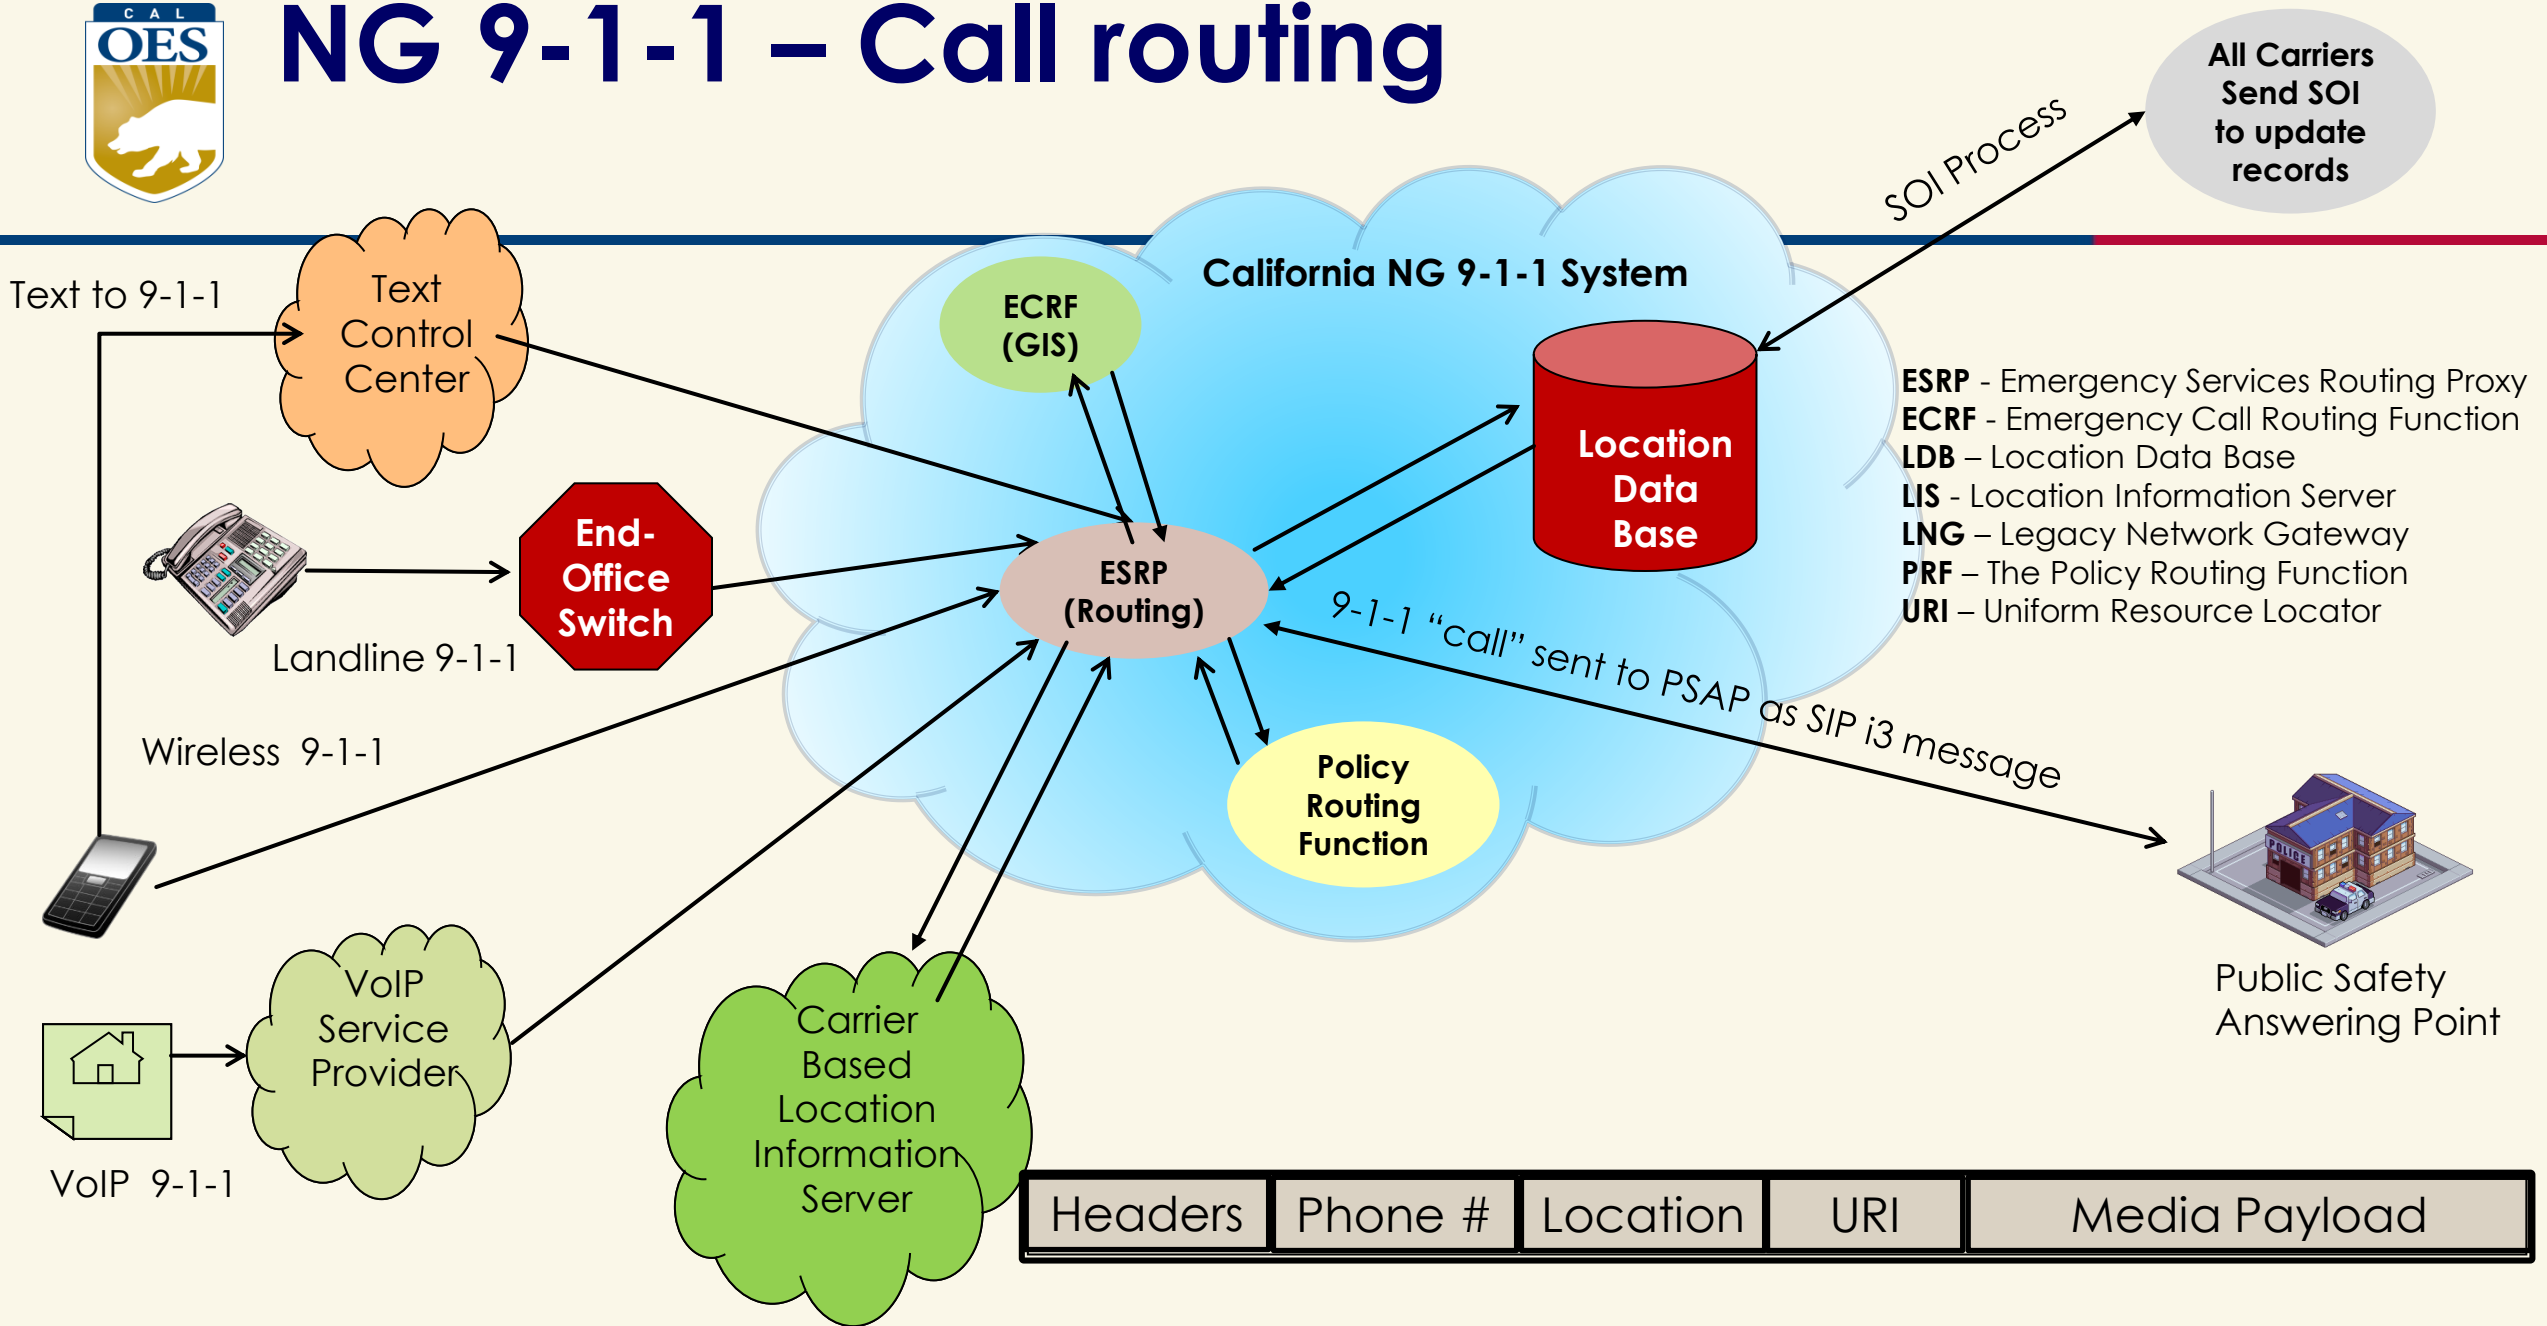 CAL
OES
NG 9-1-1 – Call routing
All Carriers
Send SOI
to update
records
SOI Process
California NG 9-1-1 System
Text to 9-1-1
Text
Control
Center
ECRF
(GIS)
Location
Data
Base
ESRP - Emergency Services Routing Proxy
ECRF - Emergency Call Routing Function
LDB – Location Data Base
LIS - Location Information Server
LNG – Legacy Network Gateway
PRF – The Policy Routing Function
URI – Uniform Resource Locator
End-
Office
Switch
Landline 9-1-1
ESRP
(Routing)
9-1-1 “call” sent to PSAP as SIP i3 message
Wireless 9-1-1
Policy
Routing
Function
POLICE
Public Safety
Answering Point
VoIP
Service
Provider
VoIP 9-1-1
Carrier
Based
Location
Information
Server
Headers
Phone #
Location
URI
Media Payload